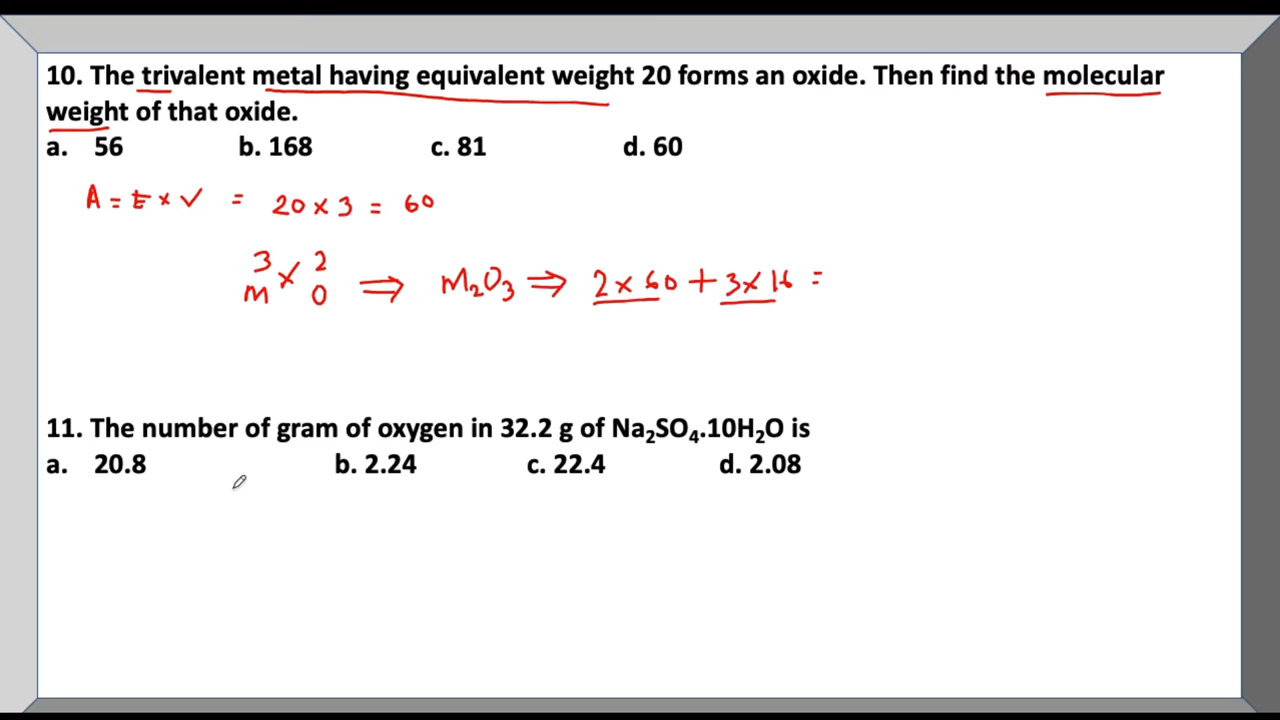 10. The trivalent metal having equivalent weight 20 forms an oxide. Then find the molecular
weight of that oxide.
a. 56 b. 168 c. 81 d. 60
A = E × V = 20 × 3 = 60
3 2
M × O ⇒ M₂O₃ ⇒ 2 × 60 + 3 × 16 =
11. The number of gram of oxygen in 32.2 g of Na₂SO₄.10H₂O is
a. 20.8 b. 2.24 c. 22.4 d. 2.08